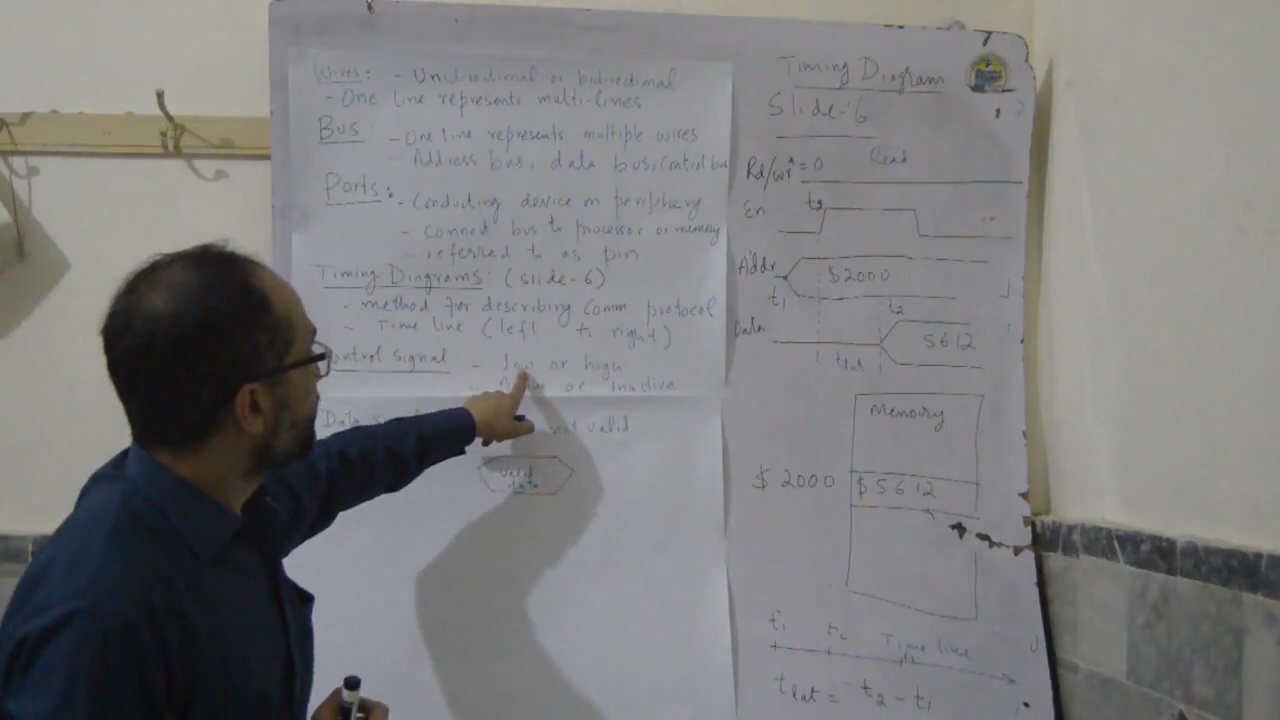 Wires: - Unidirectional or bidirectional
- One line represents multi-lines
Bus - One line represents multiple wires
- Address bus, data bus, control bus
Ports: - Conducting device on periphery
- connect bus to processor or memory
- referred to as pin
Timing Diagrams: (slide-6)
- method for describing comm protocol
- Time line (left to right)
control signal - low or high
- or inactive
Data not valid
valid
data
Timing Diagram
Slide-6
Rd/wr* = 0 Read
En t2
Addr $2000
t1 t2
Data 5612
tlat
Memory
$2000 $5612
t1 t2 Time line
tlat = t2 - t1